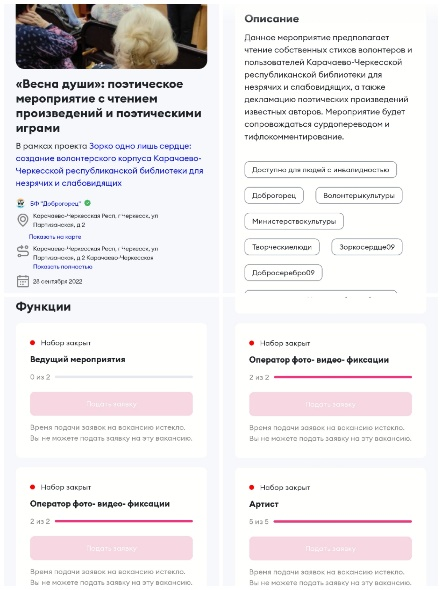 «Весна души»: поэтическое
мероприятие с чтением
произведений и поэтическими
играми
В рамках проекта Зорко одно лишь сердце:
создание волонтерского корпуса Карачаево-
Черкесской республиканской библиотеки для
незрячих и слабовидящих
БФ "Доброгорец"
Карачаево-Черкесская Респ, г Черкесск, ул
Партизанская, д 2
Показать на карте
Карачаево-Черкесская Респ, г Черкесск, ул
Партизанская, д 2 Карачаево-Черкесская
Показать полностью
28 сентября 2022
Описание
Данное мероприятие предполагает
чтение собственных стихов волонтеров и
пользователей Карачаево-Черкесской
республиканской библиотеки для
незрячих и слабовидящих, а также
декламацию поэтических произведений
известных авторов. Мероприятие будет
сопровождаться сурдопереводом и
тифлокомментирование.
Доступно для людей с инвалидностью
Доброгорец
Волонтерыкультуры
Министерствокультуры
Творческиелюди
Зоркосердце09
Добросеребро09
Функции
Набор закрыт
Ведущий мероприятия
0 из 2
Подать заявку
Время подачи заявок на вакансию истекло.
Вы не можете подать заявку на эту вакансию.
Набор закрыт
Оператор фото- видео- фиксации
2 из 2
Подать заявку
Время подачи заявок на вакансию истекло.
Вы не можете подать заявку на эту вакансию.
Набор закрыт
Оператор фото- видео- фиксации
2 из 2
Подать заявку
Время подачи заявок на вакансию истекло.
Вы не можете подать заявку на эту вакансию.
Набор закрыт
Артист
5 из 5
Подать заявку
Время подачи заявок на вакансию истекло.
Вы не можете подать заявку на эту вакансию.